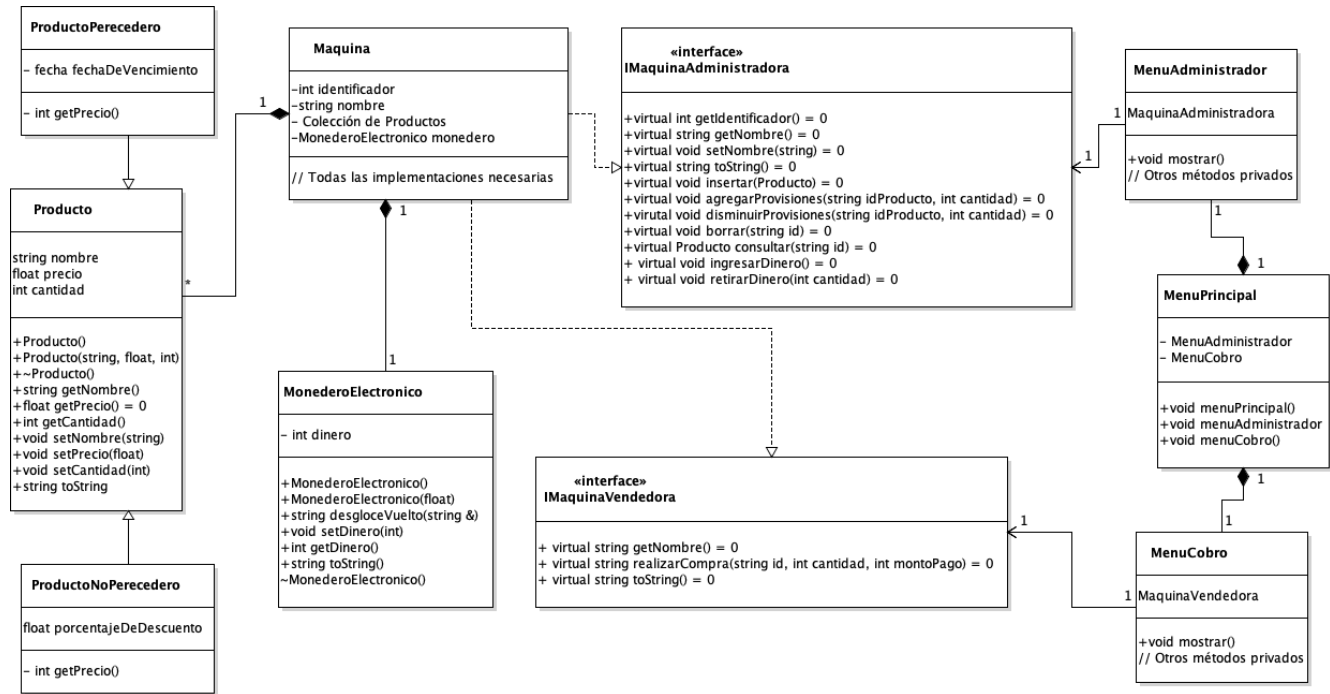 ProductoPerecedero
- fecha fechaDeVencimiento
- int getPrecio()
1
Maquina
-int identificador
-string nombre
- Colección de Productos
-MonederoElectronico monedero
// Todas las implementaciones necesarias
1
«interface»
IMaquinaAdministradora
+virtual int getIdentificador() = 0
+virtual string getNombre() = 0
+virtual void setNombre(string) = 0
+virtual string toString() = 0
+virtual void insertar(Producto) = 0
+virtual void agregarProvisiones(string idProducto, int cantidad) = 0
+virutal void disminuirProvisiones(string idProducto, int cantidad) = 0
+virtual void borrar(string id) = 0
+virtual Producto consultar(string id) = 0
+ virtual void ingresarDinero() = 0
+ virtual void retirarDinero(int cantidad) = 0
1
1
MenuAdministrador
MaquinaAdministradora
+void mostrar()
// Otros métodos privados
1
1
Producto
string nombre
float precio
int cantidad
+Producto()
+Producto(string, float, int)
+~Producto()
+string getNombre()
+float getPrecio() = 0
+int getCantidad()
+void setNombre(string)
+void setPrecio(float)
+void setCantidad(int)
+string toString
*
MenuPrincipal
- MenuAdministrador
- MenuCobro
+void menuPrincipal()
+void menuAdministrador
+void menuCobro()
1
1
1
MonederoElectronico
- int dinero
+MonederoElectronico()
+MonederoElectronico(float)
+string desgloceVuelto(string &)
+void setDinero(int)
+int getDinero()
+string toString()
~MonederoElectronico()
«interface»
IMaquinaVendedora
+ virtual string getNombre() = 0
+ virtual string realizarCompra(string id, int cantidad, int montoPago) = 0
+ virtual string toString() = 0
1
1
MenuCobro
MaquinaVendedora
+void mostrar()
// Otros métodos privados
ProductoNoPerecedero
float porcentajeDeDescuento
- int getPrecio()